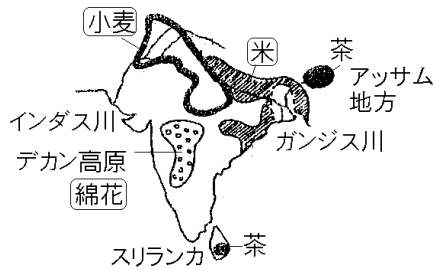 小麦
米
茶
アッサム
地方
インダス川
ガンジス川
デカン高原
綿花
スリランカ
茶